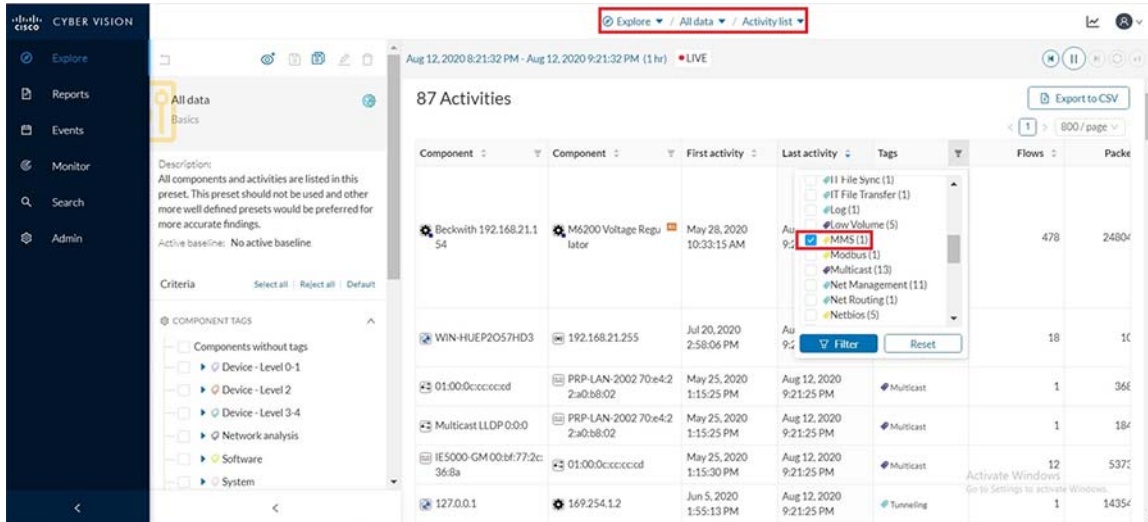 cisco CYBER VISION
Explore / All data / Activity list
Explore
Reports
Events
Monitor
Search
Admin
All data
Basics
Description:
All components and activities are listed in this
preset. This preset should not be used and other
more well defined presets would be preferred for
more accurate findings.
Active baseline: No active baseline
Criteria
Select all Reject all Default
COMPONENT TAGS
Components without tags
Device - Level 0-1
Device - Level 2
Device - Level 3-4
Network analysis
Software
System
Aug 12, 2020 8:21:32 PM - Aug 12, 2020 9:21:32 PM (1 hr) LIVE
87 Activities
Export to CSV
< 1 > 800 / page
Component Component First activity Last activity Tags Flows Packe
IT File Sync (1)
IT File Transfer (1)
Log (1)
Low Volume (5)
MMS (1)
Modbus (1)
Multicast (13)
Net Management (11)
Net Routing (1)
Netbios (5)
Filter Reset
Beckwith 192.168.21.1 M6200 Voltage Regu May 28, 2020 Au 478 24804
54 lator 10:33:15 AM 9:2
WIN-HUEP2O57HD3 192.168.21.255 Jul 20, 2020 Au 18 10
2:58:06 PM 9:2
01:00:0c:cc:cc:cd PRP-LAN-2002 70:e4:2 May 25, 2020 Aug 12, 2020 Multicast 1 368
2:a0:b8:02 1:15:25 PM 9:21:25 PM
Multicast LLDP 0:0:0 PRP-LAN-2002 70:e4:2 May 25, 2020 Aug 12, 2020 Multicast 1 184
2:a0:b8:02 1:15:25 PM 9:21:25 PM
IE5000-GM 00:bf:77:2c: 01:00:0c:cc:cc:cd May 25, 2020 Aug 12, 2020 Multicast 12 5373
36:8a 1:15:30 PM 9:21:25 PM
127.0.0.1 169.254.1.2 Jun 5, 2020 Aug 12, 2020 Tunneling 1 14354
1:55:13 PM 9:21:25 PM
Activate Windows
Go to Settings to activate Windows.